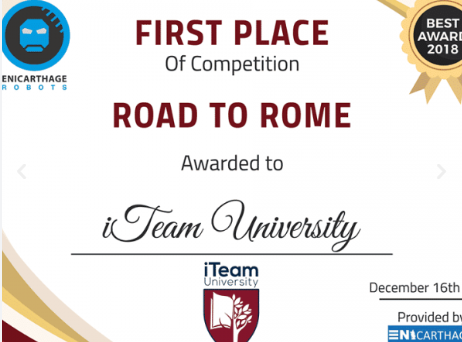 ENICARTHAGE
ROBOTS
FIRST PLACE
Of Competition
BEST
AWARD
2018
ROAD TO ROME
Awarded to
iTeam University
iTeam
University
December 16th
Provided by
ENICARTHAG